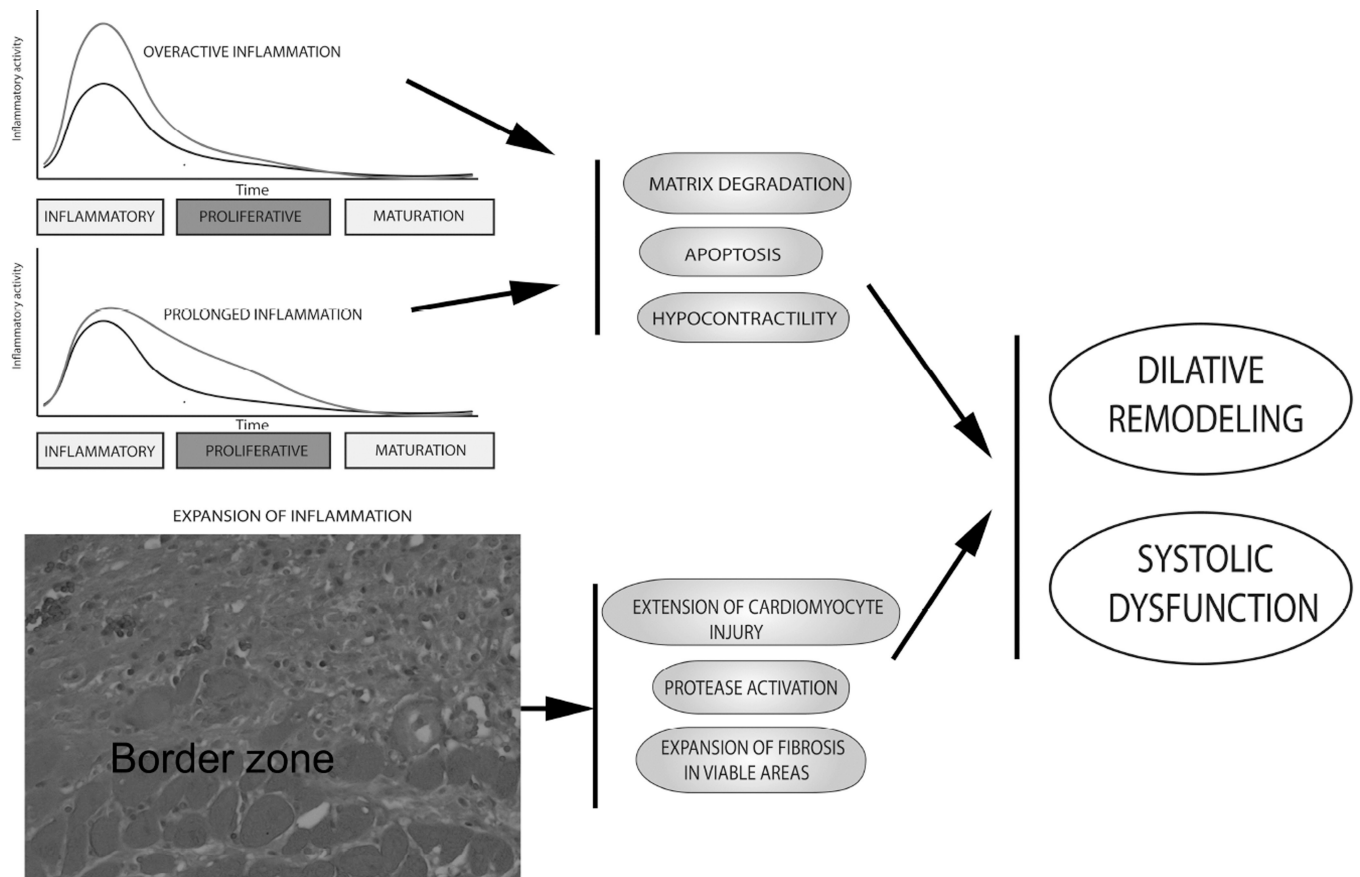 Inflammatory activity
OVERACTIVE INFLAMMATION
Time
INFLAMMATORY
PROLIFERATIVE
MATURATION
Inflammatory activity
PROLONGED INFLAMMATION
Time
INFLAMMATORY
PROLIFERATIVE
MATURATION
EXPANSION OF INFLAMMATION
Border zone
MATRIX DEGRADATION
APOPTOSIS
HYPOCONTRACTILITY
EXTENSION OF CARDIOMYOCYTE
INJURY
PROTEASE ACTIVATION
EXPANSION OF FIBROSIS
IN VIABLE AREAS
DILATIVE
REMODELING
SYSTOLIC
DYSFUNCTION